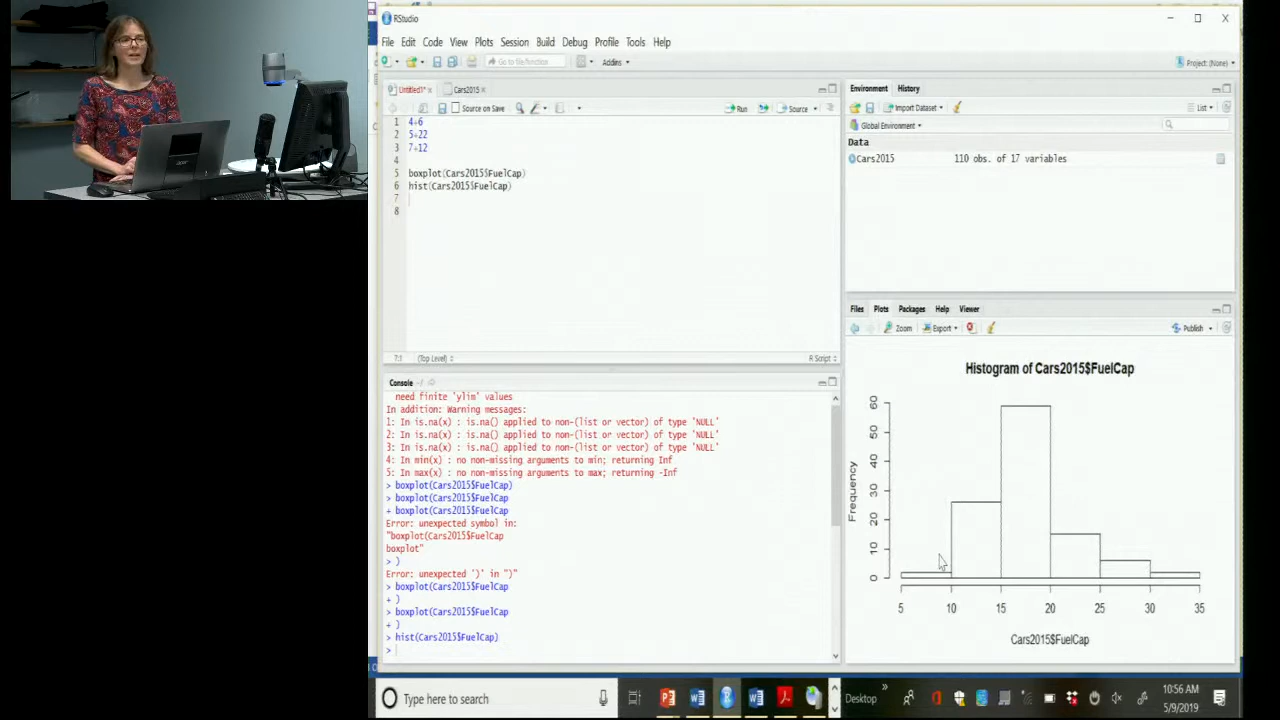 RStudio
File Edit Code View Plots Session Build Debug Profile Tools Help
Go to file/function Addins Project: (None)
Untitled1* Cars2015
Source on Save Run Source
1 4+6
2 5+22
3 7+12
4
5 boxplot(Cars2015$FuelCap)
6 hist(Cars2015$FuelCap)
7
8
7:1 (Top Level) R Script
Console ~/
need finite 'ylim' values
In addition: Warning messages:
1: In is.na(x) : is.na() applied to non-(list or vector) of type 'NULL'
2: In is.na(x) : is.na() applied to non-(list or vector) of type 'NULL'
3: In is.na(x) : is.na() applied to non-(list or vector) of type 'NULL'
4: In min(x) : no non-missing arguments to min; returning Inf
5: In max(x) : no non-missing arguments to max; returning -Inf
> boxplot(Cars2015$FuelCap)
> boxplot(Cars2015$FuelCap
+ boxplot(Cars2015$FuelCap
Error: unexpected symbol in:
"boxplot(Cars2015$FuelCap
boxplot"
> )
Error: unexpected ')' in ")"
> boxplot(Cars2015$FuelCap
+ )
> boxplot(Cars2015$FuelCap
+ )
> hist(Cars2015$FuelCap)
>
Environment History
Import Dataset List
Global Environment
Data
Cars2015 110 obs. of 17 variables
Files Plots Packages Help Viewer
Zoom Export Publish
Histogram of Cars2015$FuelCap
Frequency
60
50
40
30
20
10
0
5 10 15 20 25 30 35
Cars2015$FuelCap
Type here to search
Desktop
10:56 AM
5/9/2019